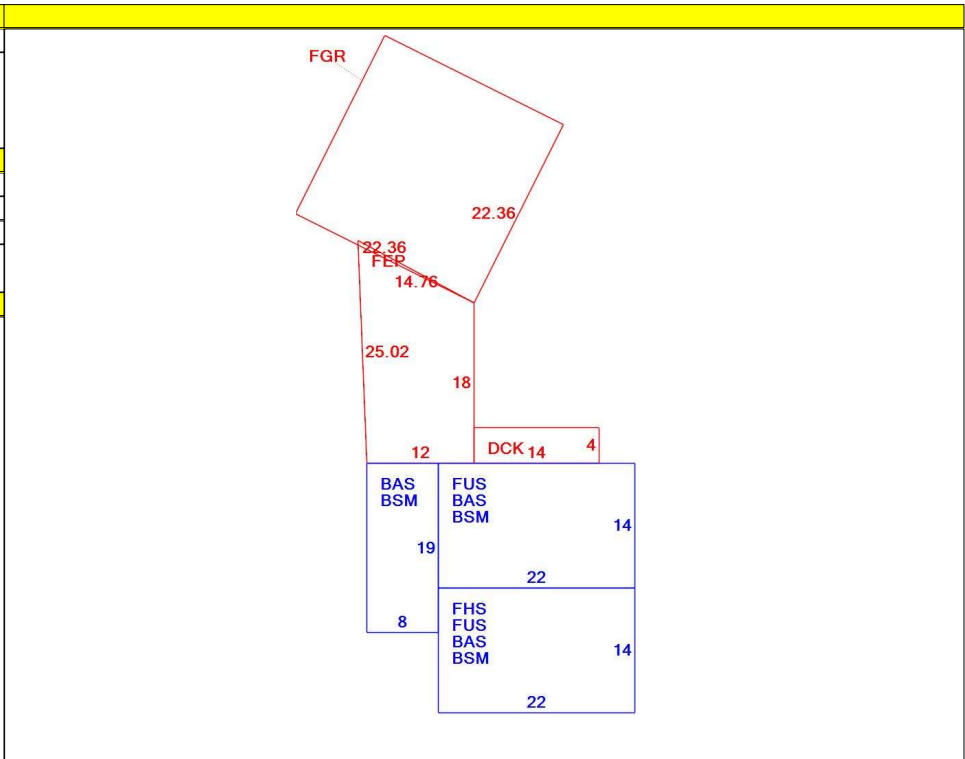 FGR
22.36
22.36
FEP
14.76
25.02
18
12
DCK 14
4
BAS
BSM
FUS
BAS
BSM
14
19
22
8
FHS
FUS
BAS
BSM
14
22